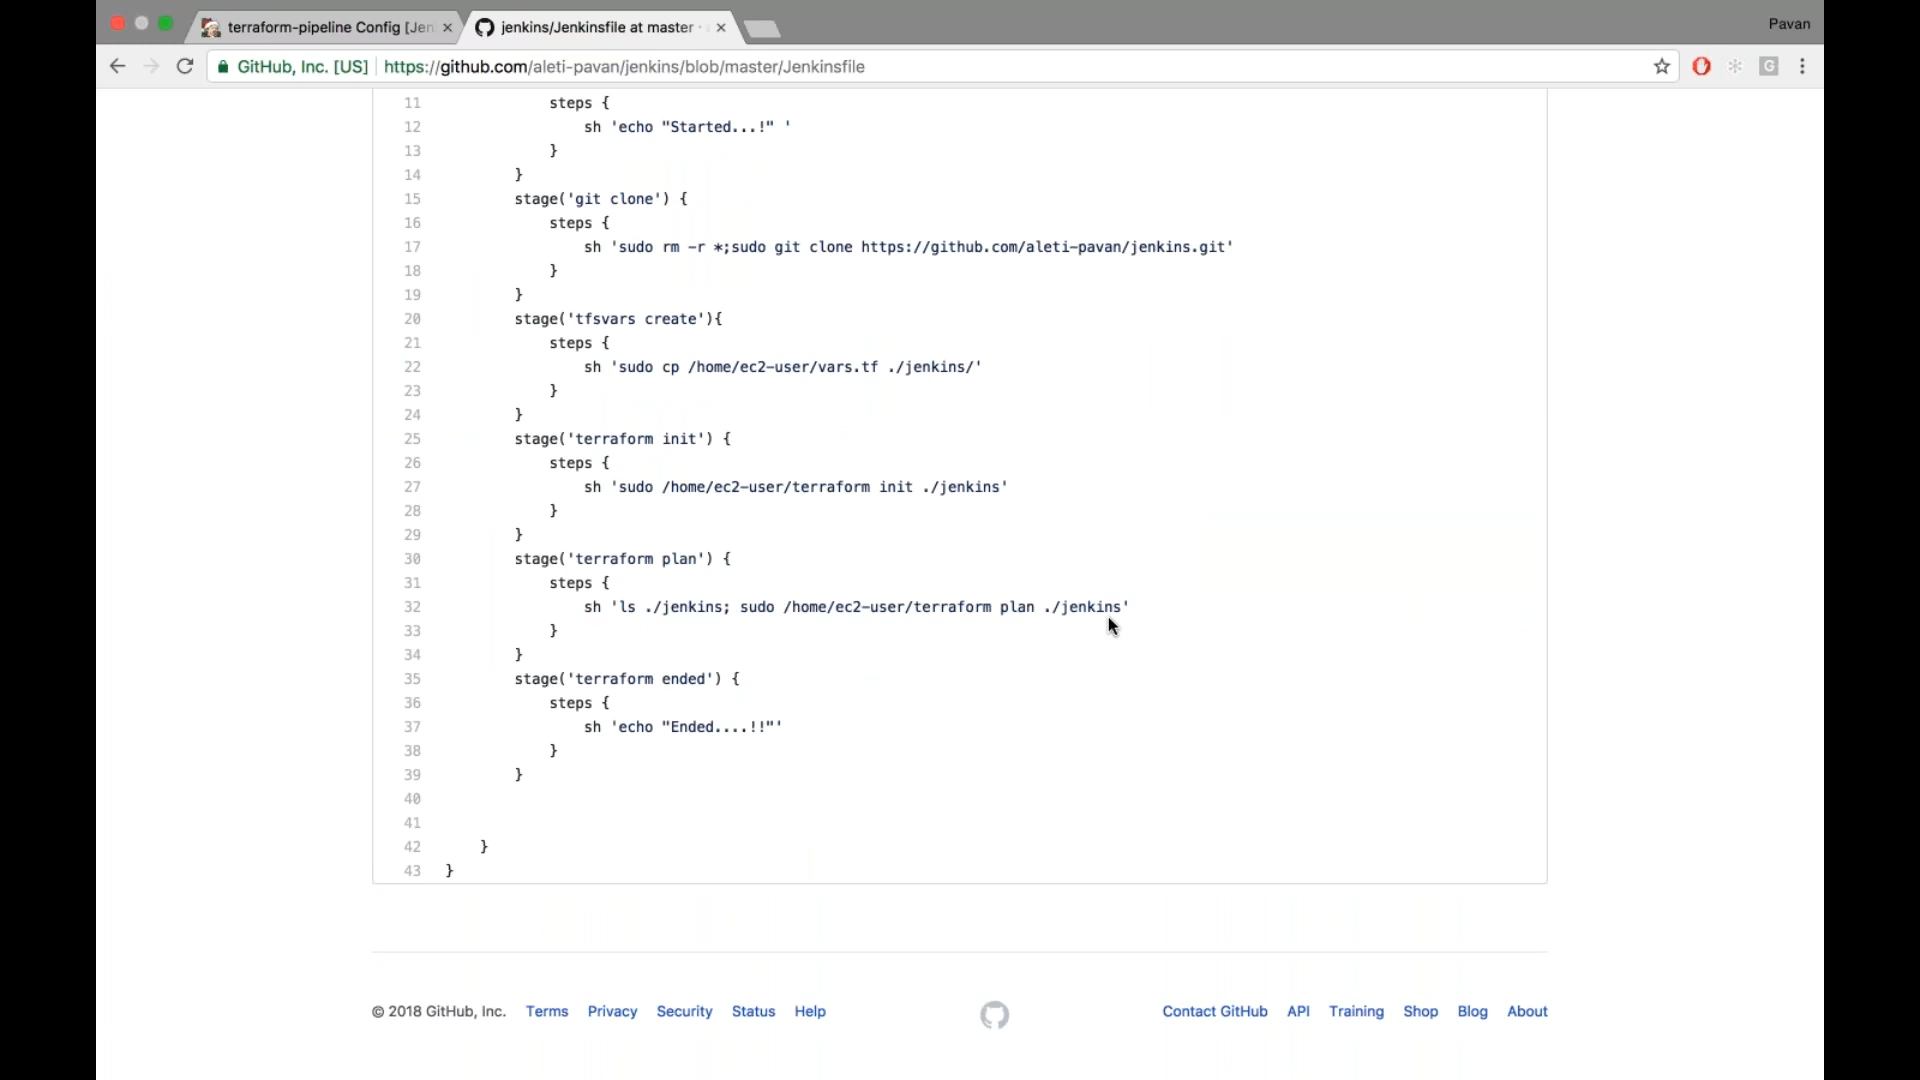 terraform-pipeline Config [Jen
jenkins/Jenkinsfile at master ·
Pavan
GitHub, Inc. [US]
https://github.com/aleti-pavan/jenkins/blob/master/Jenkinsfile
G
11 steps {
12 sh 'echo "Started...!" '
13 }
14 }
15 stage('git clone') {
16 steps {
17 sh 'sudo rm -r *;sudo git clone https://github.com/aleti-pavan/jenkins.git'
18 }
19 }
20 stage('tfsvars create'){
21 steps {
22 sh 'sudo cp /home/ec2-user/vars.tf ./jenkins/'
23 }
24 }
25 stage('terraform init') {
26 steps {
27 sh 'sudo /home/ec2-user/terraform init ./jenkins'
28 }
29 }
30 stage('terraform plan') {
31 steps {
32 sh 'ls ./jenkins; sudo /home/ec2-user/terraform plan ./jenkins'
33 }
34 }
35 stage('terraform ended') {
36 steps {
37 sh 'echo "Ended....!!"'
38 }
39 }
40
41
42 }
43 }
© 2018 GitHub, Inc. Terms Privacy Security Status Help
Contact GitHub API Training Shop Blog About